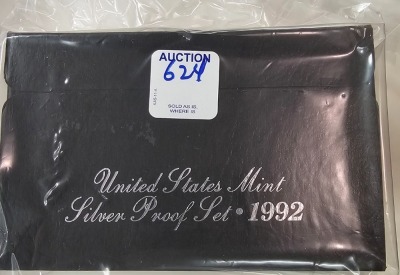 AUCTION
624
SOLD AS IS,
WHERE IS
United States Mint
Silver Proof Set • 1992